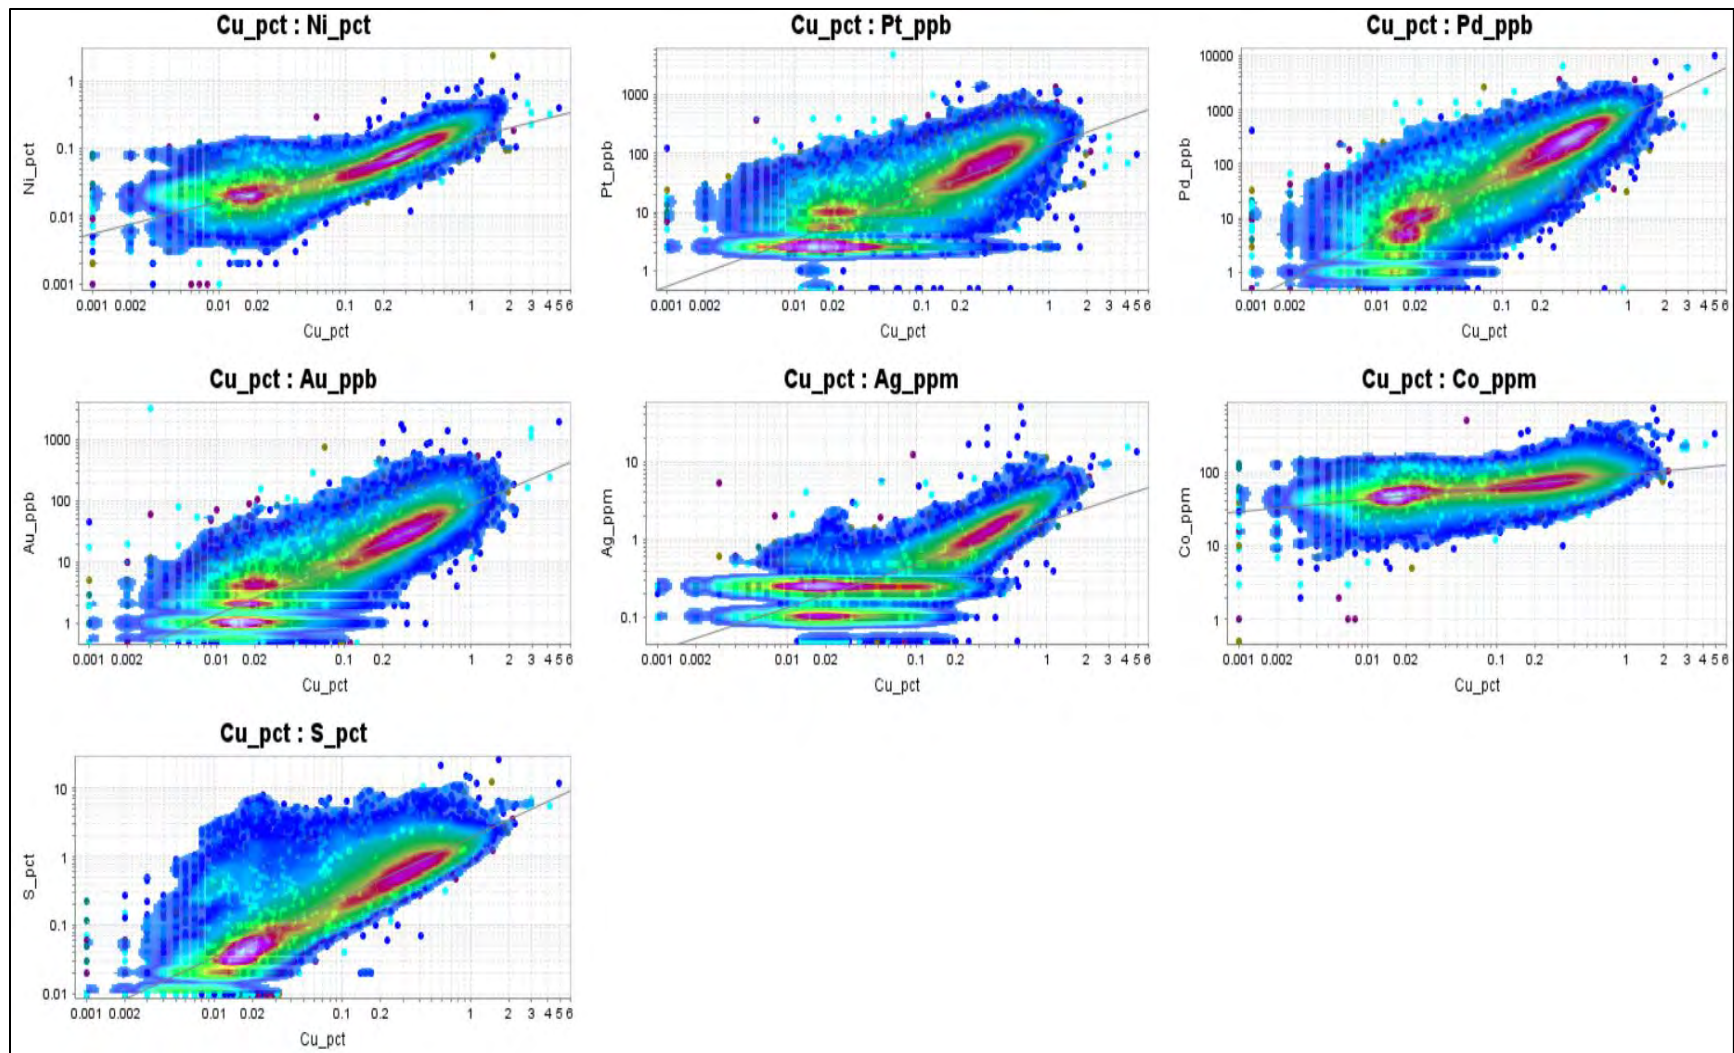 Cu_pct : Ni_pct
Ni_pct
1
0.1
0.01
0.001
0.001 0.002 0.01 0.02 0.1 0.2 1 2 3 4 5 6
Cu_pct
Cu_pct : Pt_ppb
Pt_ppb
1000
100
10
1
0.001 0.002 0.01 0.02 0.1 0.2 1 2 3 4 5 6
Cu_pct
Cu_pct : Pd_ppb
Pd_ppb
10000
1000
100
10
1
0.001 0.002 0.01 0.02 0.1 0.2 1 2 3 4 5 6
Cu_pct
Cu_pct : Au_ppb
Au_ppb
1000
100
10
1
0.001 0.002 0.01 0.02 0.1 0.2 1 2 3 4 5 6
Cu_pct
Cu_pct : Ag_ppm
Ag_ppm
10
1
0.1
0.001 0.002 0.01 0.02 0.1 0.2 1 2 3 4 5 6
Cu_pct
Cu_pct : Co_ppm
Co_ppm
100
10
1
0.001 0.002 0.01 0.02 0.1 0.2 1 2 3 4 5 6
Cu_pct
Cu_pct : S_pct
S_pct
10
1
0.1
0.01
0.001 0.002 0.01 0.02 0.1 0.2 1 2 3 4 5 6
Cu_pct